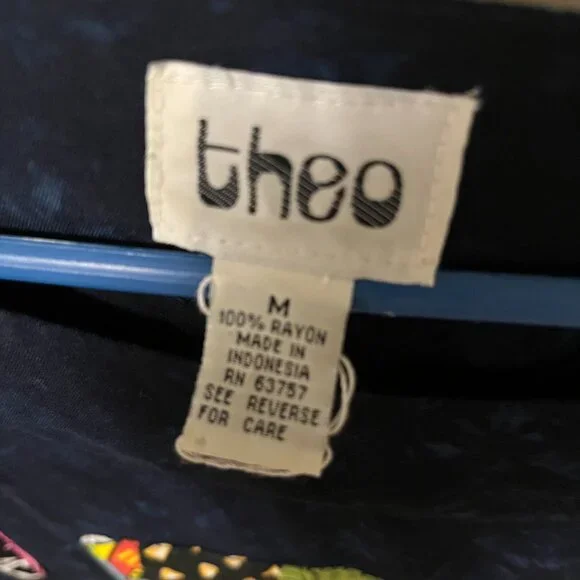 theo
M
100% RAYON
MADE IN
INDONESIA
RN 63757
SEE REVERSE
FOR CARE